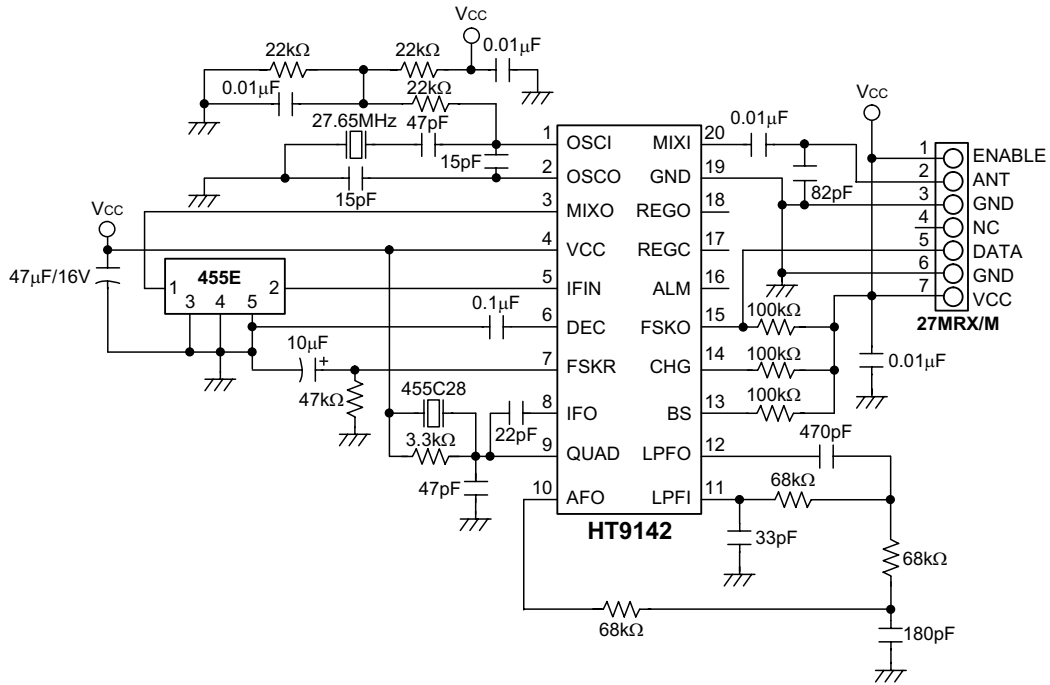 VCC
22kΩ
22kΩ
0.01μF
0.01μF
22kΩ
27.65MHz
47pF
15pF
15pF
VCC
47μF/16V
455E
1
2
3
4
5
0.1μF
10μF
+
47kΩ
455C28
3.3kΩ
22pF
47pF
1 OSCI
2 OSCO
3 MIXO
4 VCC
5 IFIN
6 DEC
7 FSKR
8 IFO
9 QUAD
10 AFO
MIXI 20
GND 19
REGO 18
REGC 17
ALM 16
FSKO 15
CHG 14
BS 13
LPFO 12
LPFI 11
HT9142
0.01μF
82pF
VCC
1 ENABLE
2 ANT
3 GND
4 NC
5 DATA
6 GND
7 VCC
27MRX/M
100kΩ
100kΩ
100kΩ
0.01μF
470pF
68kΩ
33pF
68kΩ
68kΩ
180pF